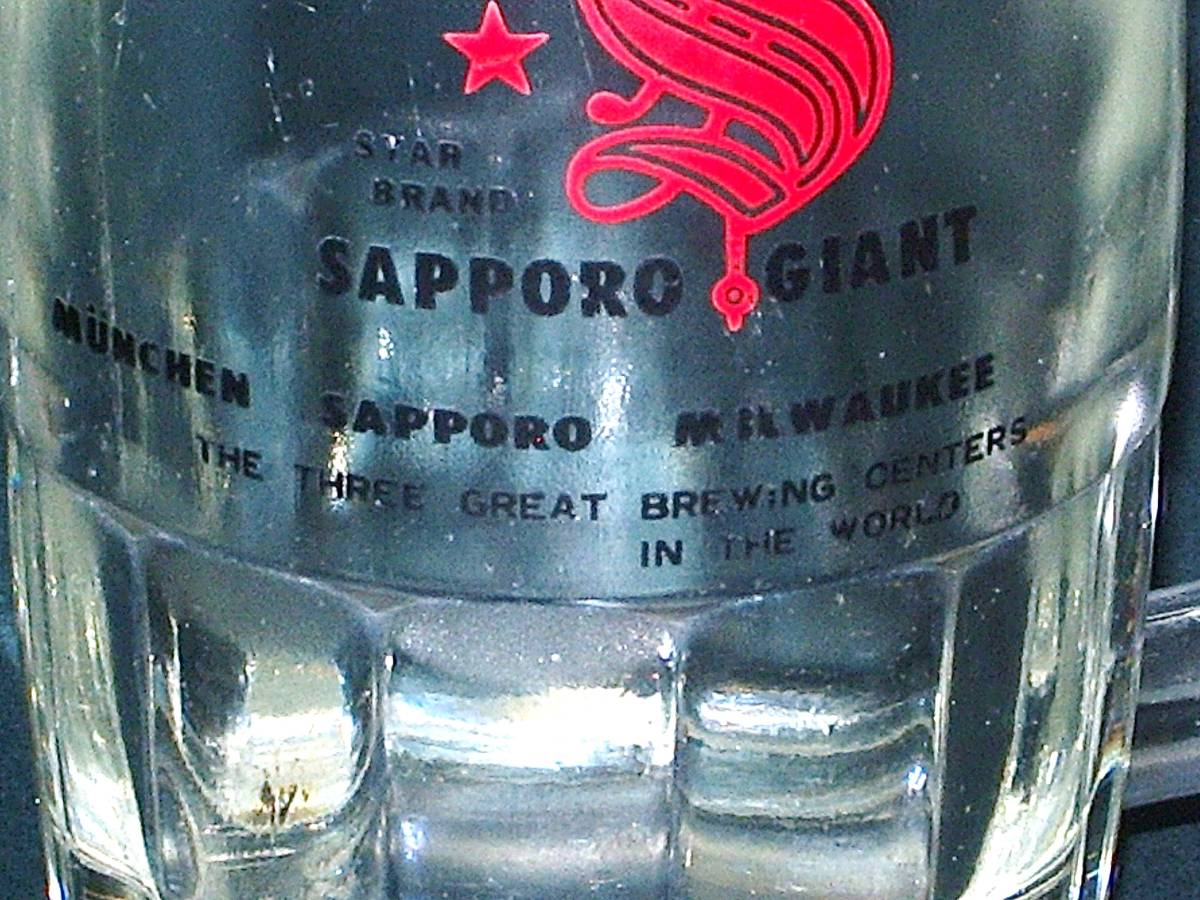 STAR
BRAND
SAPPORO GIANT
MÜNCHEN SAPPORO MILWAUKEE
THE THREE GREAT BREWING CENTERS
IN THE WORLD